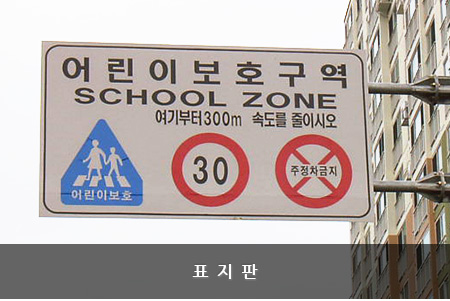 어린이보호구역
SCHOOL ZONE
여기부터300m 속도를 줄이시오
어린이보호
30
주정차금지
표지판